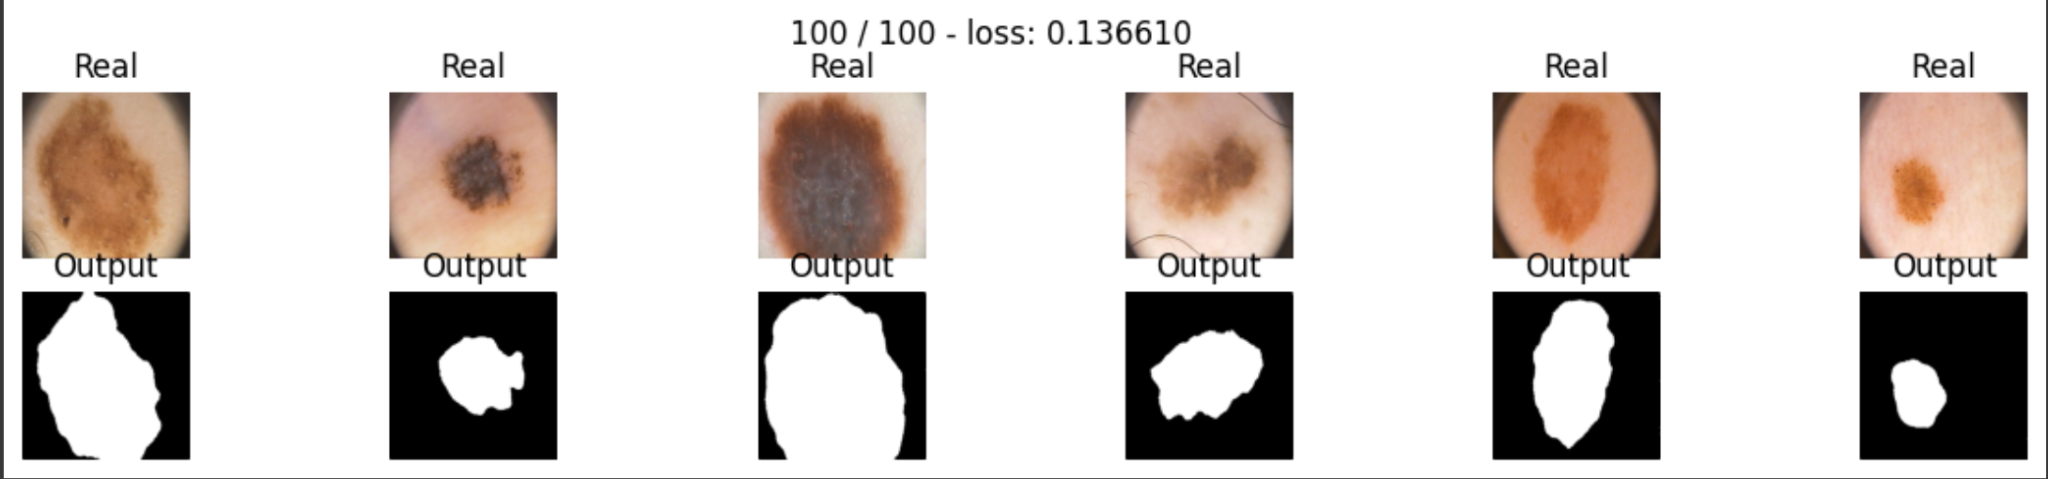 100 / 100 - loss: 0.136610
Real Real Real Real Real Real
Output Output Output Output Output Output